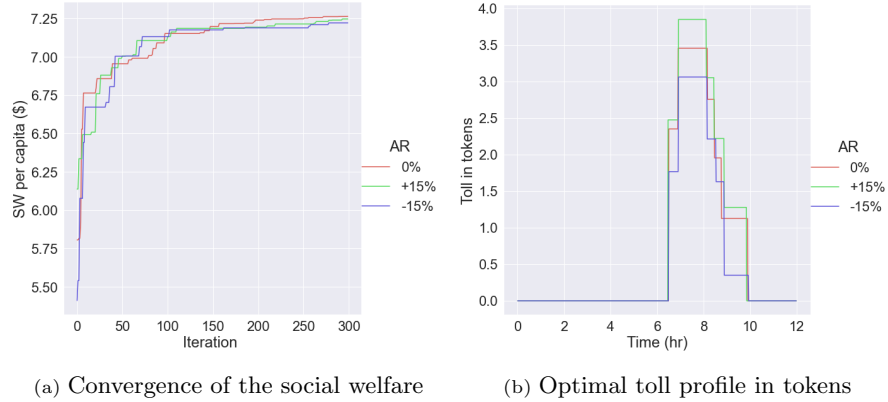 7.25
7.00
6.75
6.50
6.25
6.00
5.75
5.50
SW per capita ($)
0 50 100 150 200 250 300
Iteration
AR
0%
+15%
-15%
(a) Convergence of the social welfare
4.0
3.5
3.0
2.5
2.0
1.5
1.0
0.5
0.0
Toll in tokens
0 2 4 6 8 10 12
Time (hr)
AR
0%
+15%
-15%
(b) Optimal toll profile in tokens